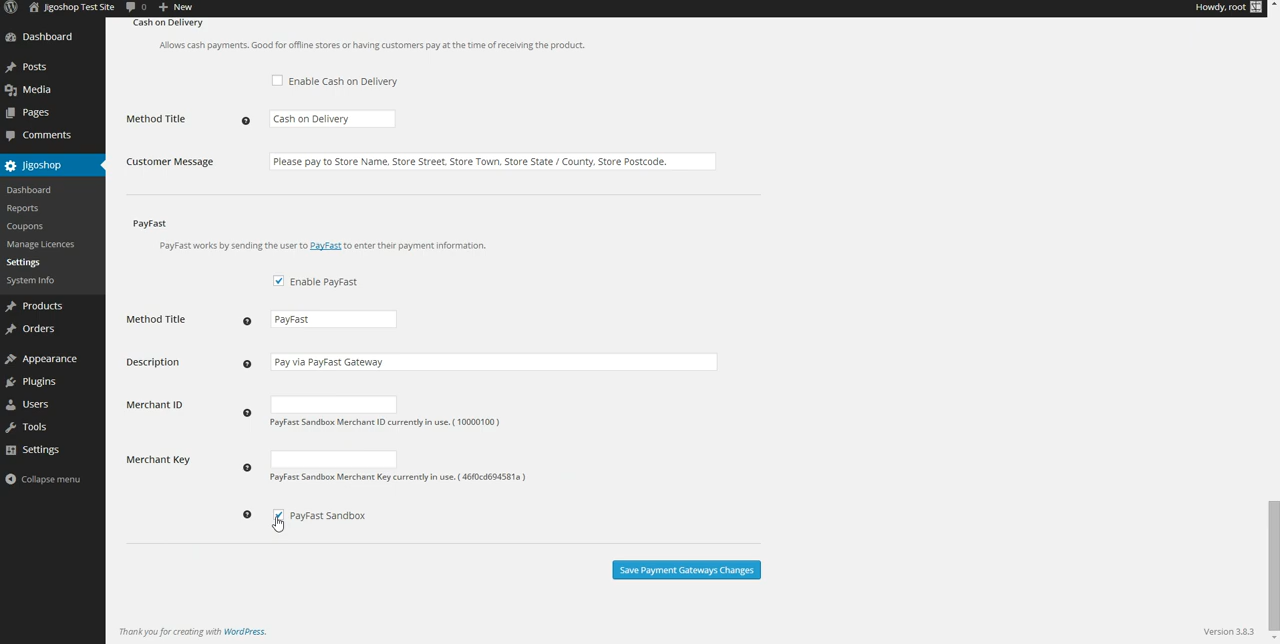 Jigoshop Test Site
0
New
Howdy, root
Dashboard
Posts
Media
Pages
Comments
Jigoshop
Dashboard
Reports
Coupons
Manage Licences
Settings
System Info
Products
Orders
Appearance
Plugins
Users
Tools
Settings
Collapse menu
Cash on Delivery
Allows cash payments. Good for offline stores or having customers pay at the time of receiving the product.
Enable Cash on Delivery
Method Title
Cash on Delivery
Customer Message
Please pay to Store Name, Store Street, Store Town, Store State / County, Store Postcode.
PayFast
PayFast works by sending the user to PayFast to enter their payment information.
Enable PayFast
Method Title
PayFast
Description
Pay via PayFast Gateway
Merchant ID
PayFast Sandbox Merchant ID currently in use. ( 10000100 )
Merchant Key
PayFast Sandbox Merchant Key currently in use. ( 46f0cd694581a )
PayFast Sandbox
Save Payment Gateways Changes
Thank you for creating with WordPress.
Version 3.8.3